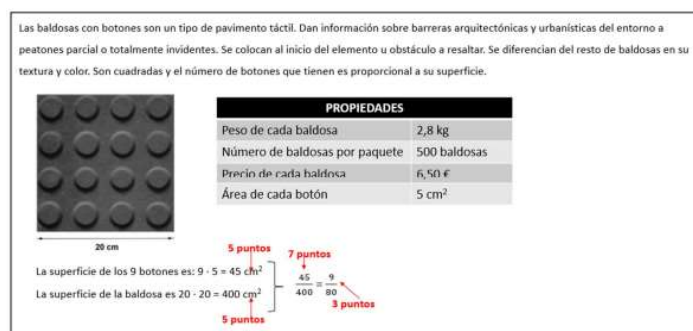 Las baldosas con botones son un tipo de pavimento táctil. Dan información sobre barreras arquitectónicas y urbanísticas del entorno a
peatones parcial o totalmente invidentes. Se colocan al inicio del elemento u obstáculo a resaltar. Se diferencian del resto de baldosas en su
textura y color. Son cuadradas y el número de botones que tienen es proporcional a su superficie.
PROPIEDADES
Peso de cada baldosa 2,8 kg
Número de baldosas por paquete 500 baldosas
Precio de cada baldosa 6,50 €
Área de cada botón 5 cm²
20 cm
5 puntos
7 puntos
La superficie de los 9 botones es: 9 · 5 = 45 cm²
La superficie de la baldosa es 20 · 20 = 400 cm²
45/400 = 9/80
3 puntos
5 puntos